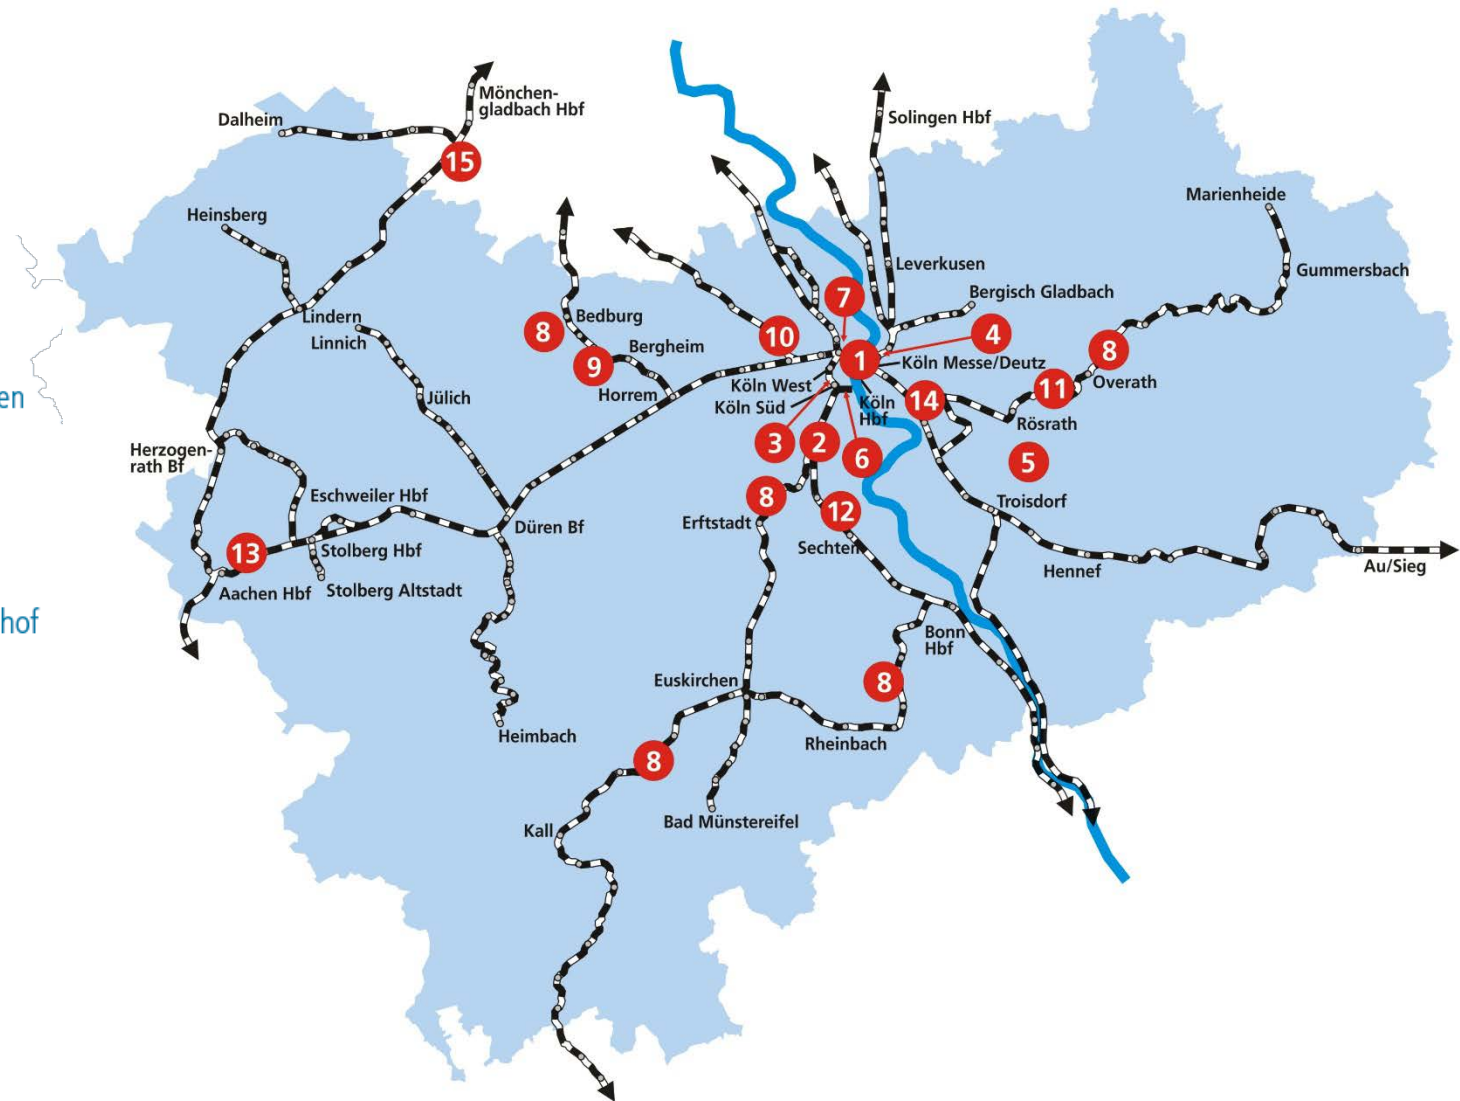 Mönchen-
gladbach Hbf
Dalheim
Solingen Hbf
15
Marienheide
Heinsberg
Leverkusen
Gummersbach
7
Bergisch Gladbach
Lindern
Linnich
8
Bedburg
10
4
Bergheim
9
1
Köln Messe/Deutz
8
Overath
Köln West
Köln Süd
Köln
Hbf
Horrem
14
11
Rösrath
Jülich
en
Herzogen-
rath Bf
3
2
6
5
Eschweiler Hbf
8
Troisdorf
Düren Bf
Erftstadt
12
Sechten
13
Stolberg Hbf
Aachen Hbf
Stolberg Altstadt
Hennef
Au/Sieg
hof
Bonn
Hbf
Euskirchen
8
Heimbach
Rheinbach
8
Kall
Bad Münstereifel